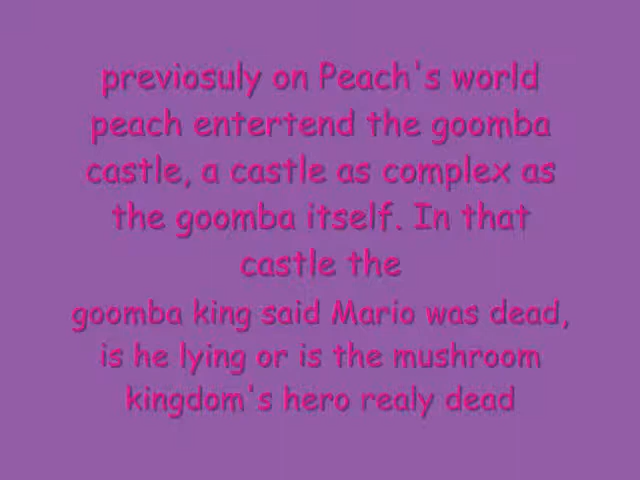 previosuly on Peach's world
peach entertend the goomba
castle, a castle as complex as
the goomba itself. In that
castle the
goomba king said Mario was dead,
is he lying or is the mushroom
kingdom's hero realy dead